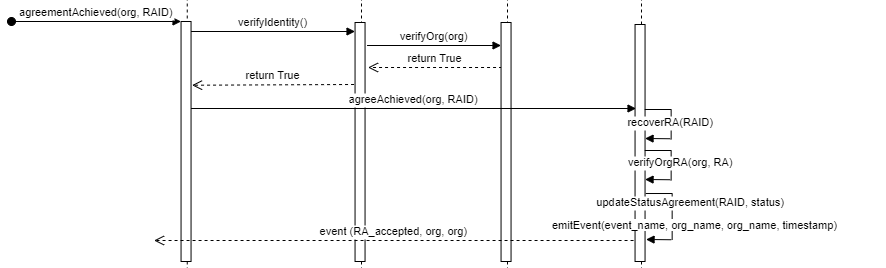 agreementAchieved(org, RAID)
verifyIdentity()
verifyOrg(org)
return True
return True
agreeAchieved(org, RAID)
recoverRA(RAID)
verifyOrgRA(org, RA)
updateStatusAgreement(RAID, status)
emitEvent(event_name, org_name, org_name, timestamp)
event (RA_accepted, org, org)